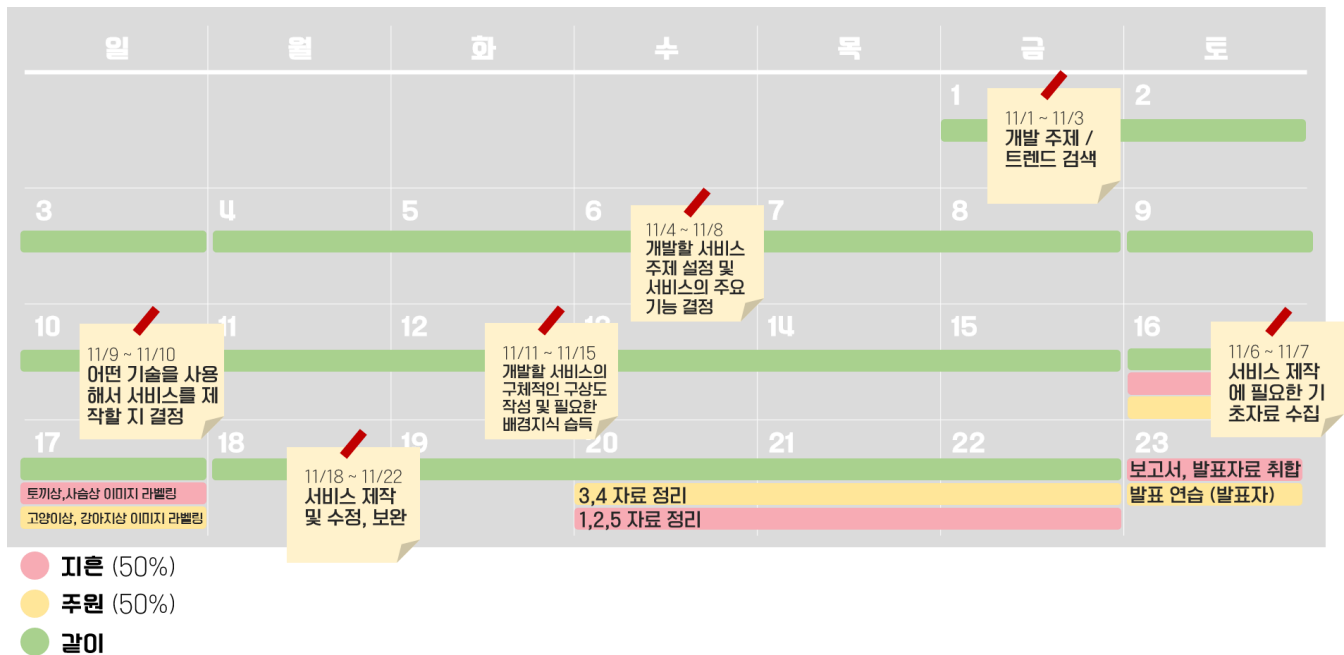 일 월 화 수 목 금 토
1 2
11/1 ~ 11/3
개발 주제 /
트렌드 검색
3 4 5 6 7 8 9
11/4 ~ 11/8
개발할 서비스
주제 설정 및
서비스의 주요
기능 결정
10 11 12 13 14 15 16
11/9 ~ 11/10
어떤 기술을 사용
해서 서비스를 제
작할 지 결정
11/11 ~ 11/15
개발할 서비스의
구체적인 구상도
작성 및 필요한
배경지식 습득
11/6 ~ 11/7
서비스 제작
에 필요한 기
초자료 수집
17 18 19 20 21 22 23
토끼상,사슴상 이미지 라벨링
고양이상, 강아지상 이미지 라벨링
11/18 ~ 11/22
서비스 제작
및 수정, 보완
3,4 자료 정리
1,2,5 자료 정리
보고서, 발표자료 취합
발표 연습 (발표자)
지흔 (50%)
주원 (50%)
같이